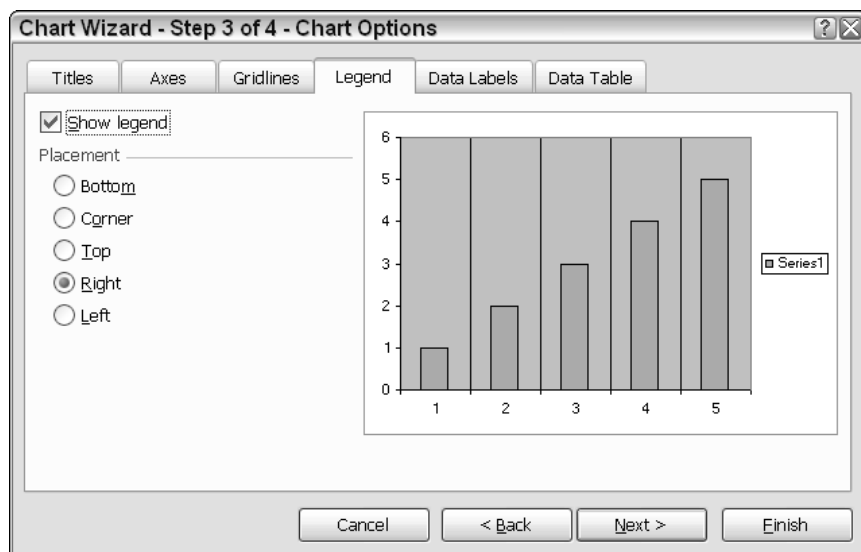 Chart Wizard - Step 3 of 4 - Chart Options
Titles Axes Gridlines Legend Data Labels Data Table
Show legend
Placement
Bottom
Corner
Top
Right
Left
6
5
4
3
2
1
0
1 2 3 4 5
Series1
Cancel < Back Next > Finish